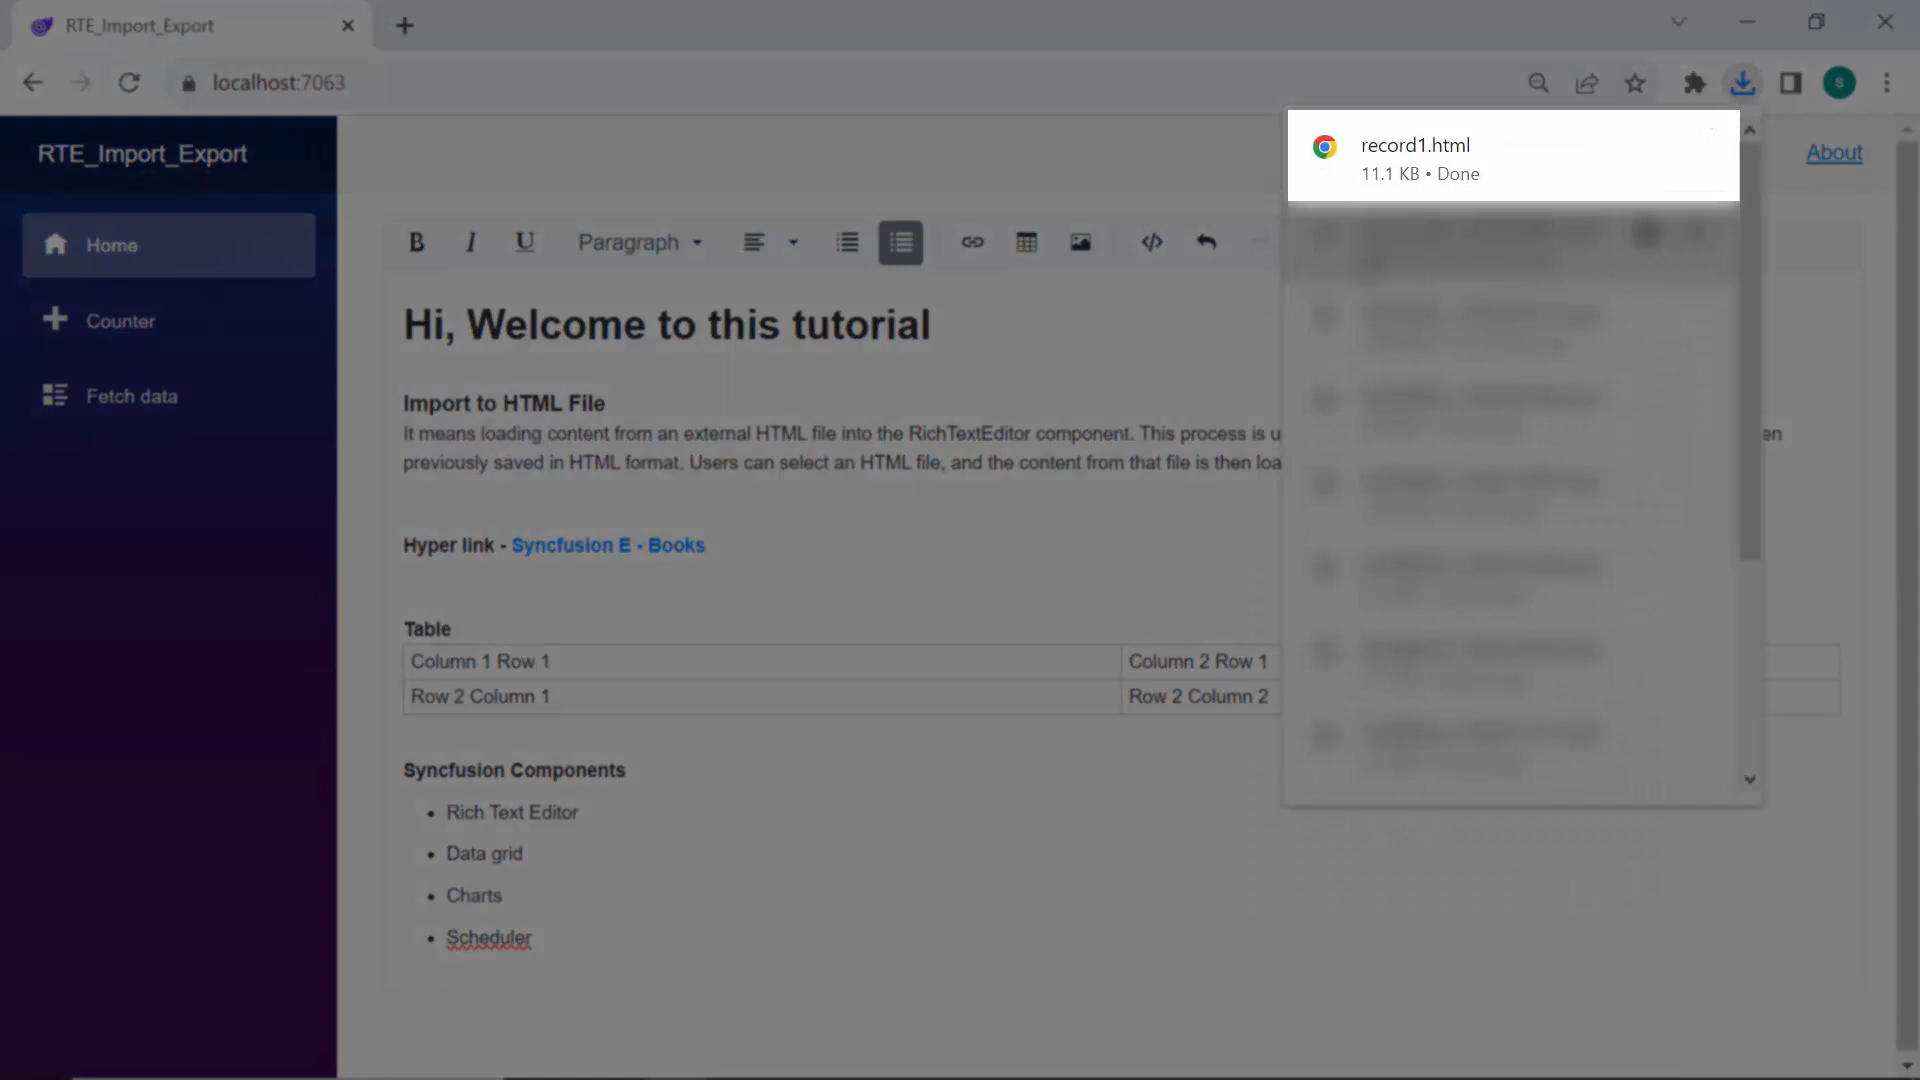 RTE_Import_Export
localhost:7063
S
RTE_Import_Export
About
record1.html
11.1 KB • Done
Home
Counter
Fetch data
B I U Paragraph
Hi, Welcome to this tutorial
Import to HTML File
It means loading content from an external HTML file into the RichTextEditor component. This process is u en
previously saved in HTML format. Users can select an HTML file, and the content from that file is then loa
Hyper link - Syncfusion E - Books
Table
Column 1 Row 1 Column 2 Row 1
Row 2 Column 1 Row 2 Column 2
Syncfusion Components
• Rich Text Editor
• Data grid
• Charts
• Scheduler